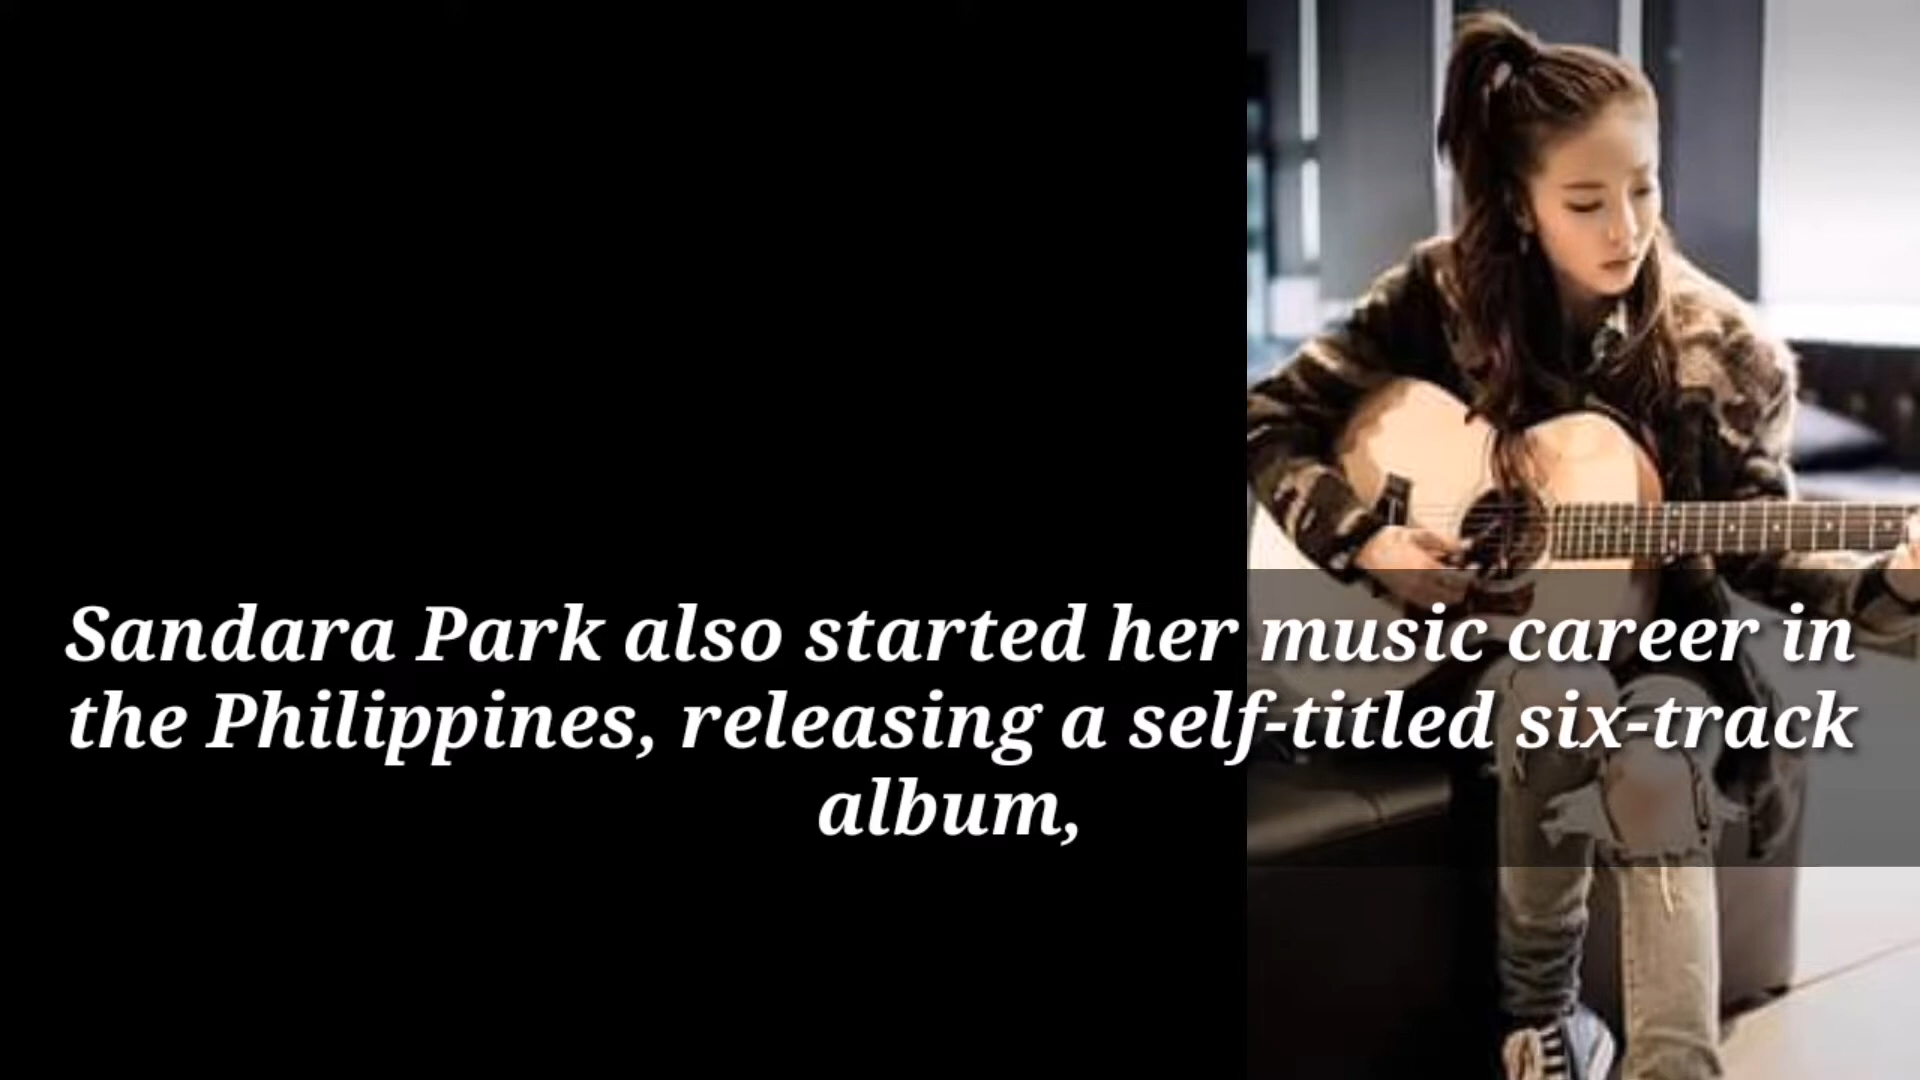 Sandara Park also started her music career in
the Philippines, releasing a self-titled six-track
album,